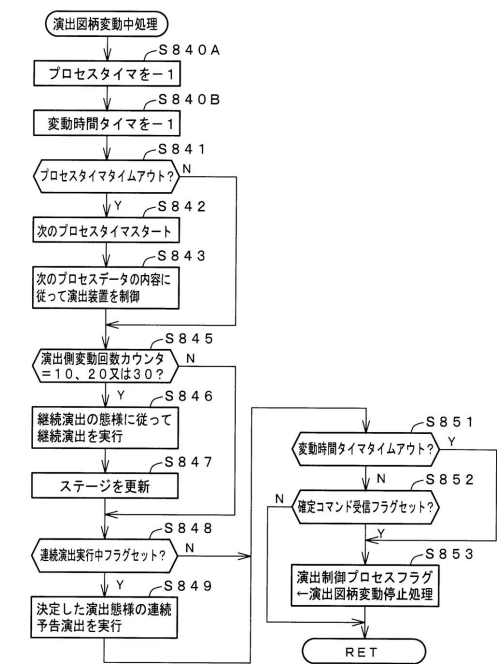 演出図柄変動中処理
S840A
プロセスタイマを－1
S840B
変動時間タイマを－1
S841
プロセスタイマタイムアウト？
N
Y
S842
次のプロセスタイマスタート
S843
次のプロセスデータの内容に
従って演出装置を制御
S845
演出側変動回数カウンタ
＝10、20又は30？
N
Y
S846
継続演出の態様に従って
継続演出を実行
S847
ステージを更新
S848
連続演出実行中フラグセット？
N
Y
S849
決定した演出態様の連続
予告演出を実行
S851
変動時間タイマタイムアウト？
Y
N
S852
確定コマンド受信フラグセット？
N
Y
S853
演出制御プロセスフラグ
←演出図柄変動停止処理
RET